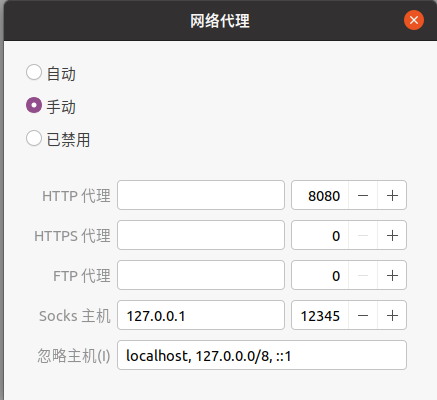 网络代理
自动
手动
已禁用
HTTP 代理 8080
HTTPS 代理 0
FTP 代理 0
Socks 主机 127.0.0.1 12345
忽略主机(I) localhost, 127.0.0.0/8, ::1